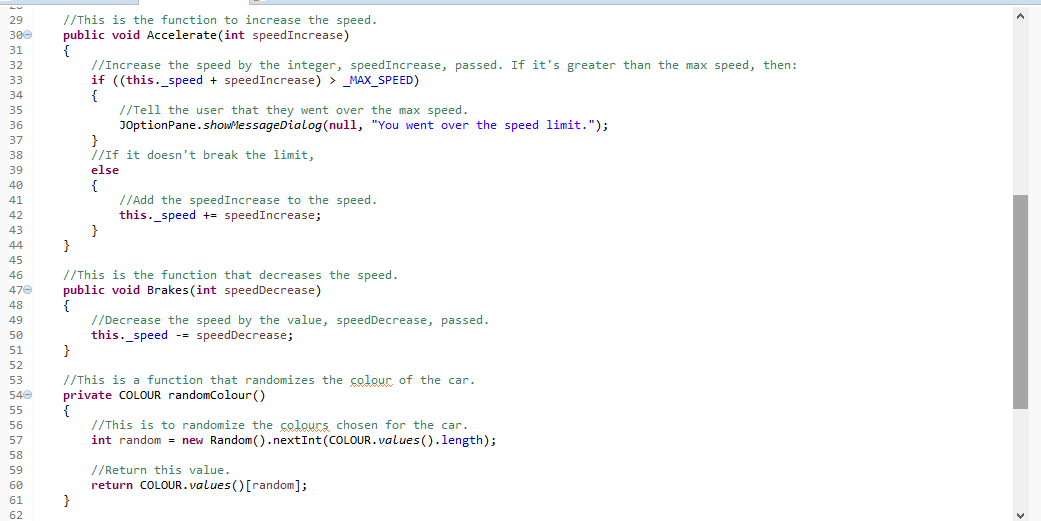 29 //This is the function to increase the speed.
30 public void Accelerate(int speedIncrease)
31 {
32 //Increase the speed by the integer, speedIncrease, passed. If it's greater than the max speed, then:
33 if ((this._speed + speedIncrease) > _MAX_SPEED)
34 {
35 //Tell the user that they went over the max speed.
36 JOptionPane.showMessageDialog(null, "You went over the speed limit.");
37 }
38 //If it doesn't break the limit,
39 else
40 {
41 //Add the speedIncrease to the speed.
42 this._speed += speedIncrease;
43 }
44 }
45
46 //This is the function that decreases the speed.
47 public void Brakes(int speedDecrease)
48 {
49 //Decrease the speed by the value, speedDecrease, passed.
50 this._speed -= speedDecrease;
51 }
52
53 //This is a function that randomizes the colour of the car.
54 private COLOUR randomColour()
55 {
56 //This is to randomize the colours chosen for the car.
57 int random = new Random().nextInt(COLOUR.values().length);
58
59 //Return this value.
60 return COLOUR.values()[random];
61 }
62